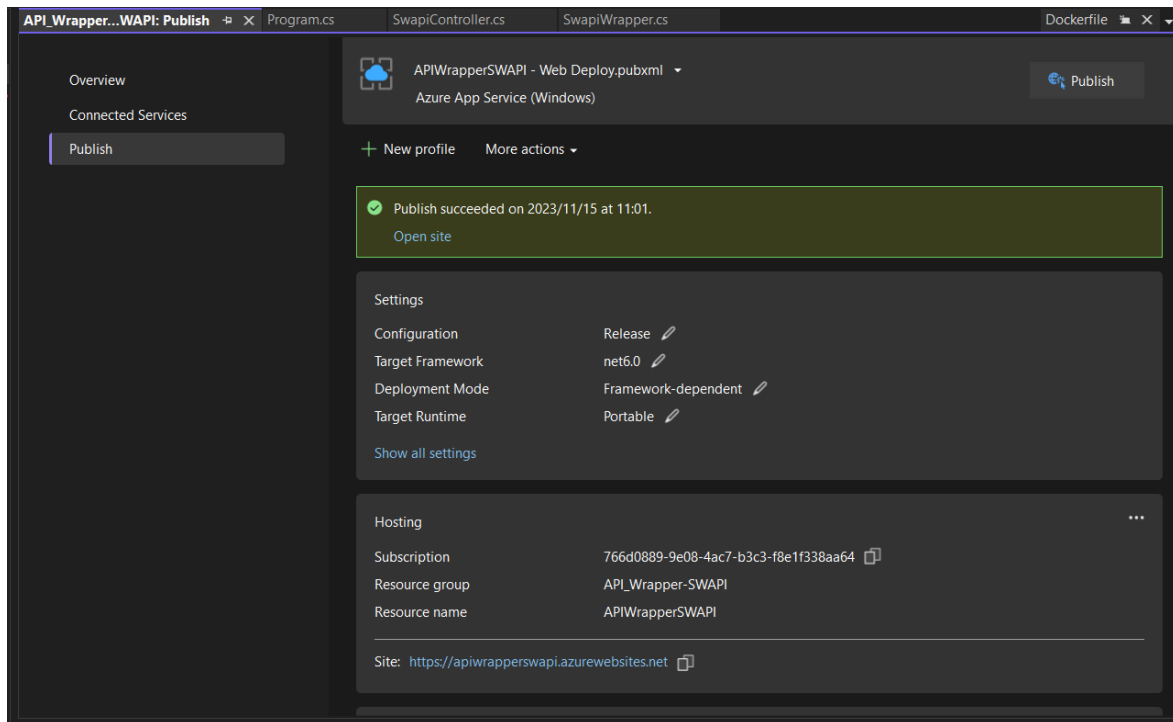 API_Wrapper...WAPI: Publish Program.cs SwapiController.cs SwapiWrapper.cs Dockerfile
Overview
Connected Services
Publish
APIWrapperSWAPI - Web Deploy.pubxml
Azure App Service (Windows)
Publish
New profile More actions
Publish succeeded on 2023/11/15 at 11:01.
Open site
Settings
Configuration Release
Target Framework net6.0
Deployment Mode Framework-dependent
Target Runtime Portable
Show all settings
Hosting
Subscription 766d0889-9e08-4ac7-b3c3-f8e1f338aa64
Resource group API_Wrapper-SWAPI
Resource name APIWrapperSWAPI
Site: https://apiwrapperswapi.azurewebsites.net